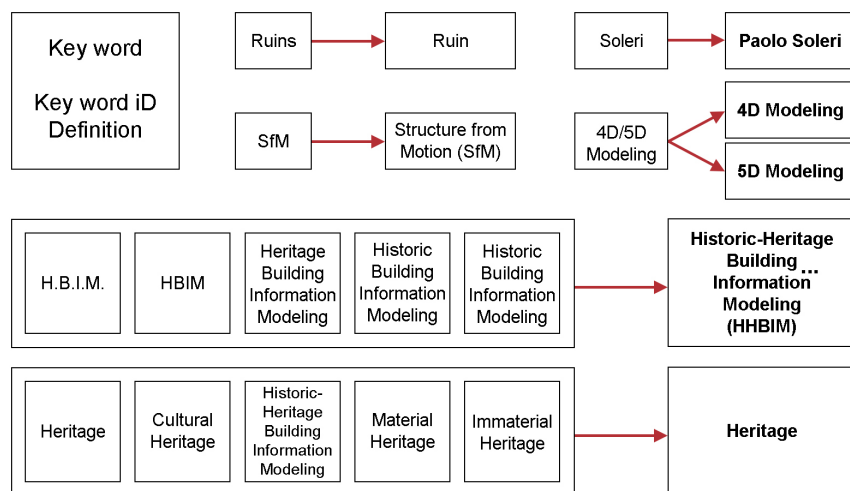 Key word
Key word iD
Definition
Ruins
Ruin
Soleri
Paolo Soleri
SfM
Structure from
Motion (SfM)
4D/5D
Modeling
4D Modeling
5D Modeling
H.B.I.M.
HBIM
Heritage
Building
Information
Modeling
Historic
Building
Information
Modeling
Historic
Building
Information
Modeling
Historic-Heritage
Building
...
Information
Modeling
(HHBIM)
Heritage
Cultural
Heritage
Historic-
Heritage
Building
Information
Modeling
Material
Heritage
Immaterial
Heritage
Heritage